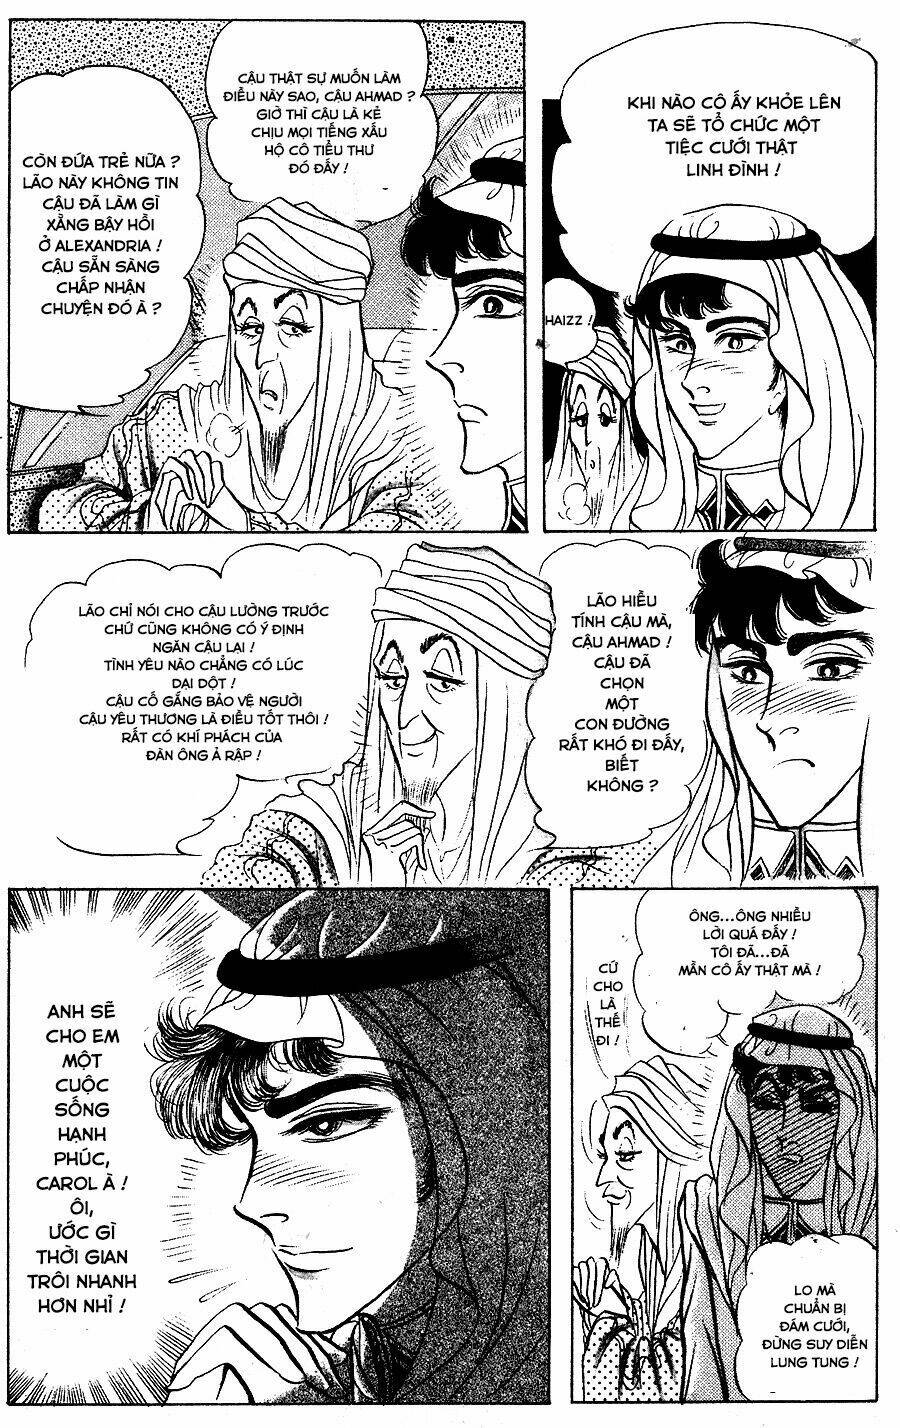 KHI NÀO CÔ ẤY KHỎE LÊN
TA SẼ TỔ CHỨC MỘT
TIỆC CƯỚI THẬT
LINH ĐÌNH !
HAIZZ !
CẬU THẬT SỰ MUỐN LÀM
ĐIỀU NÀY SAO, CẬU AHMAD ?
GIỜ THÌ CẬU LÀ KẺ
CHỊU MỌI TIẾNG XẤU
HỘ CÔ TIỂU THƯ
ĐÓ ĐẤY !
CÒN ĐỨA TRẺ NỮA ?
LÃO NÀY KHÔNG TIN
CẬU ĐÃ LÀM GÌ
XẰNG BẬY HỒI
Ở ALEXANDRIA !
CẬU SẴN SÀNG
CHẤP NHẬN
CHUYỆN ĐÓ À ?
LÃO HIỂU
TÍNH CẬU MÀ,
CẬU AHMAD !
CẬU ĐÃ
CHỌN
MỘT
CON ĐƯỜNG
RẤT KHÓ ĐI ĐẤY,
BIẾT
KHÔNG ?
LÃO CHỈ NÓI CHO CẬU LƯỜNG TRƯỚC
CHỨ CŨNG KHÔNG CÓ Ý ĐỊNH
NGĂN CẬU LẠI !
TÌNH YÊU NÀO CHẲNG CÓ LÚC
DẠI DỘT !
CẬU CỐ GẮNG BẢO VỆ NGƯỜI
CẬU YÊU THƯƠNG LÀ ĐIỀU TỐT THÔI !
RẤT CÓ KHÍ PHÁCH CỦA
ĐÀN ÔNG Ả RẬP !
ÔNG...ÔNG NHIỀU
LỜI QUÁ ĐẤY !
TÔI ĐÃ...ĐÃ
MẦN CÔ ẤY THẬT MÀ !
CỨ
CHO
LÀ
THẾ
ĐI !
LO MÀ
CHUẨN BỊ
ĐÁM CƯỚI,
ĐỪNG SUY DIỄN
LUNG TUNG !
ANH SẼ
CHO EM
MỘT
CUỘC
SỐNG
HẠNH
PHÚC,
CAROL À !
ÔI,
ƯỚC GÌ
THỜI GIAN
TRÔI NHANH
HƠN NHỈ !